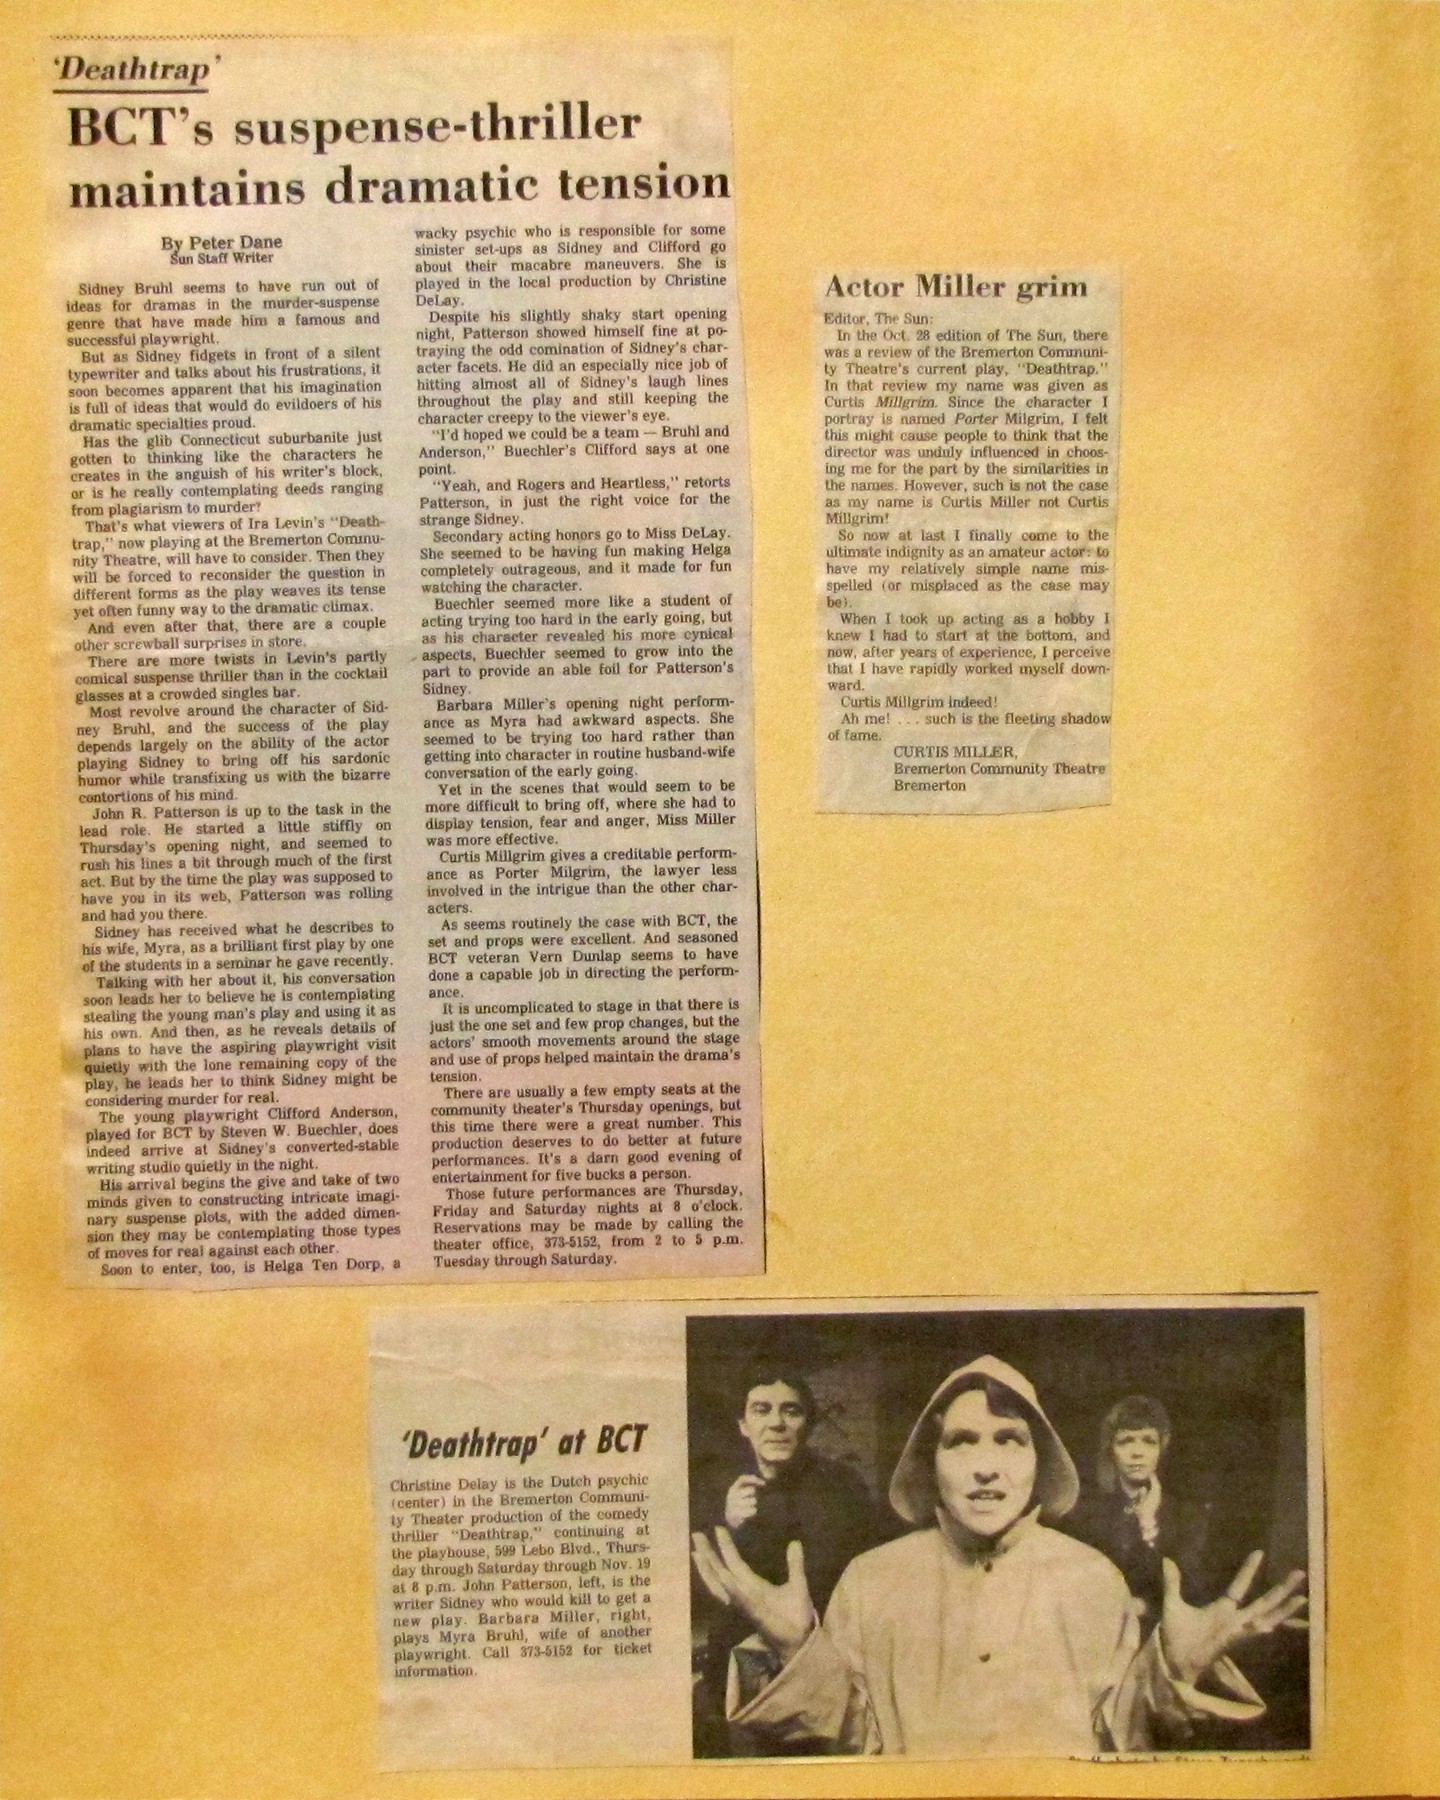 'Deathtrap'
BCT's suspense-thriller
maintains dramatic tension
By Peter Dane
Sun Staff Writer
Sidney Bruhl seems to have run out of
ideas for dramas in the murder-suspense
genre that have made him a famous and
successful playwright.
But as Sidney fidgets in front of a silent
typewriter and talks about his frustrations, it
soon becomes apparent that his imagination
is full of ideas that would do evildoers of his
dramatic specialties proud.
Has the glib Connecticut suburbanite just
gotten to thinking like the characters he
creates in the anguish of his writer's block,
or is he really contemplating deeds ranging
from plagiarism to murder?
That's what viewers of Ira Levin's "Death-
trap," now playing at the Bremerton Commu-
nity Theatre, will have to consider. Then they
will be forced to reconsider the question in
different forms as the play weaves its tense
yet often funny way to the dramatic climax.
And even after that, there are a couple
other screwball surprises in store.
There are more twists in Levin's partly
comical suspense thriller than in the cocktail
glasses at a crowded singles bar.
Most revolve around the character of Sid-
ney Bruhl, and the success of the play
depends largely on the ability of the actor
playing Sidney to bring off his sardonic
humor while transfixing us with the bizarre
contortions of his mind.
John R. Patterson is up to the task in the
lead role. He started a little stiffly on
Thursday's opening night, and seemed to
rush his lines a bit through much of the first
act. But by the time the play was supposed to
have you in its web, Patterson was rolling
and had you there.
Sidney has received what he describes to
his wife, Myra, as a brilliant first play by one
of the students in a seminar he gave recently.
Talking with her about it, his conversation
soon leads her to believe he is contemplating
stealing the young man's play and using it as
his own. And then, as he reveals details of
plans to have the aspiring playwright visit
quietly with the lone remaining copy of the
play, he leads her to think Sidney might be
considering murder for real.
The young playwright Clifford Anderson,
played for BCT by Steven W. Buechler, does
indeed arrive at Sidney's converted-stable
writing studio quietly in the night.
His arrival begins the give and take of two
minds given to constructing intricate imagi-
nary suspense plots, with the added dimen-
sion they may be contemplating those types
of moves for real against each other.
Soon to enter, too, is Helga Ten Dorp, a
wacky psychic who is responsible for some
sinister set-ups as Sidney and Clifford go
about their macabre maneuvers. She is
played in the local production by Christine
DeLay.
Despite his slightly shaky start opening
night, Patterson showed himself fine at po-
traying the odd comination of Sidney's char-
acter facets. He did an especially nice job of
hitting almost all of Sidney's laugh lines
throughout the play and still keeping the
character creepy to the viewer's eye.
"I'd hoped we could be a team — Bruhl and
Anderson," Buechler's Clifford says at one
point.
"Yeah, and Rogers and Heartless," retorts
Patterson, in just the right voice for the
strange Sidney.
Secondary acting honors go to Miss DeLay.
She seemed to be having fun making Helga
completely outrageous, and it made for fun
watching the character.
Buechler seemed more like a student of
acting trying too hard in the early going, but
as his character revealed his more cynical
aspects, Buechler seemed to grow into the
part to provide an able foil for Patterson's
Sidney.
Barbara Miller's opening night perform-
ance as Myra had awkward aspects. She
seemed to be trying too hard rather than
getting into character in routine husband-wife
conversation of the early going.
Yet in the scenes that would seem to be
more difficult to bring off, where she had to
display tension, fear and anger, Miss Miller
was more effective.
Curtis Millgrim gives a creditable perform-
ance as Porter Milgrim, the lawyer less
involved in the intrigue than the other char-
acters.
As seems routinely the case with BCT, the
set and props were excellent. And seasoned
BCT veteran Vern Dunlap seems to have
done a capable job in directing the perform-
ance.
It is uncomplicated to stage in that there is
just the one set and few prop changes, but the
actors' smooth movements around the stage
and use of props helped maintain the drama's
tension.
There are usually a few empty seats at the
community theater's Thursday openings, but
this time there were a great number. This
production deserves to do better at future
performances. It's a darn good evening of
entertainment for five bucks a person.
Those future performances are Thursday,
Friday and Saturday nights at 8 o'clock.
Reservations may be made by calling the
theater office, 373-5152, from 2 to 5 p.m.
Tuesday through Saturday.
Actor Miller grim
Editor, The Sun:
In the Oct. 28 edition of The Sun, there
was a review of the Bremerton Communi-
ty Theatre's current play, "Deathtrap."
In that review my name was given as
Curtis Millgrim. Since the character I
portray is named Porter Milgrim, I felt
this might cause people to think that the
director was unduly influenced in choos-
ing me for the part by the similarities in
the names. However, such is not the case
as my name is Curtis Miller not Curtis
Millgrim!
So now at last I finally come to the
ultimate indignity as an amateur actor: to
have my relatively simple name mis-
spelled (or misplaced as the case may
be).
When I took up acting as a hobby I
knew I had to start at the bottom, and
now, after years of experience, I perceive
that I have rapidly worked myself down-
ward.
Curtis Millgrim indeed!
Ah me! . . . such is the fleeting shadow
of fame.
CURTIS MILLER,
Bremerton Community Theatre
Bremerton
'Deathtrap' at BCT
Christine Delay is the Dutch psychic
(center) in the Bremerton Communi-
ty Theater production of the comedy
thriller "Deathtrap," continuing at
the playhouse, 599 Lebo Blvd., Thurs-
day through Saturday through Nov. 19
at 8 p.m. John Patterson, left, is the
writer Sidney who would kill to get a
new play. Barbara Miller, right,
plays Myra Bruhl, wife of another
playwright. Call 373-5152 for ticket
information.